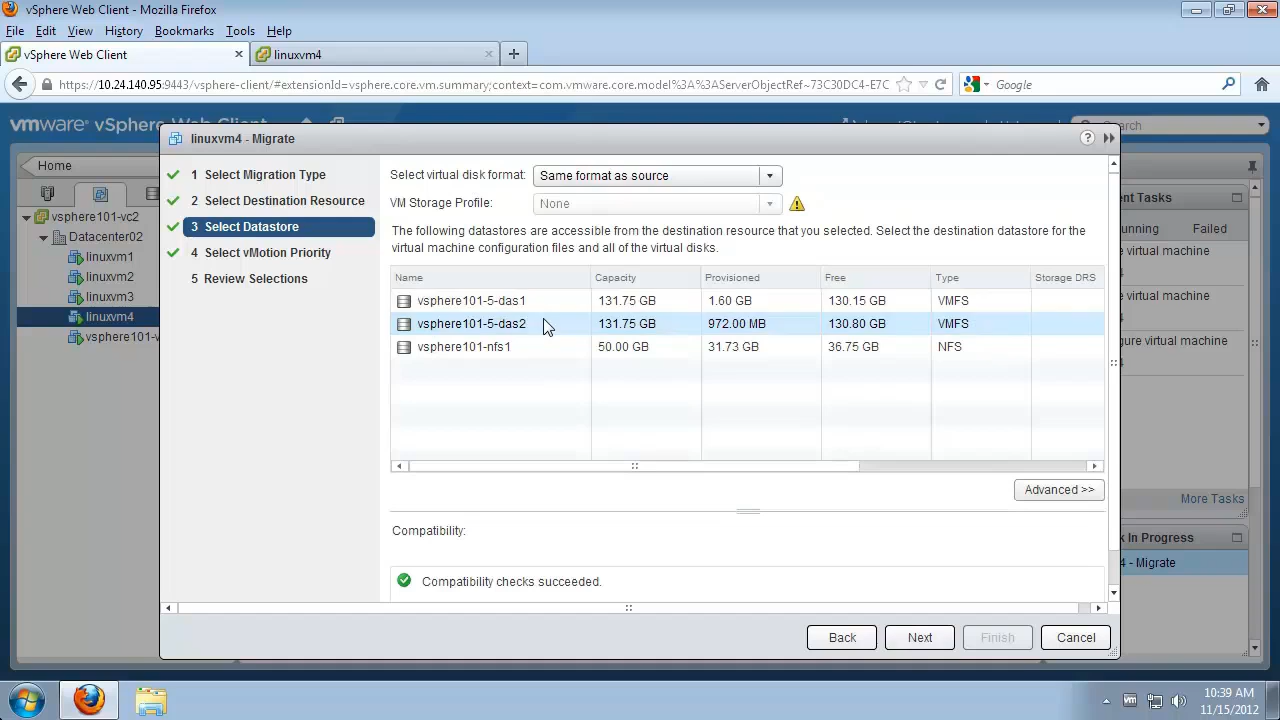 vSphere Web Client - Mozilla Firefox
File Edit View History Bookmarks Tools Help
vSphere Web Client
linuxvm4
https://10.24.140.95:9443/vsphere-client/#extensionId=vsphere.core.vm.summary;context=com.vmware.core.model%3A%3AServerObjectRef~73C30DC4-E7C
Google
vmware vSphere Web Client
Search
linuxvm4 - Migrate
Home
vsphere101-vc2
Datacenter02
linuxvm1
linuxvm2
linuxvm3
linuxvm4
vsphere101-v
1 Select Migration Type
2 Select Destination Resource
3 Select Datastore
4 Select vMotion Priority
5 Review Selections
Select virtual disk format: Same format as source
VM Storage Profile: None
The following datastores are accessible from the destination resource that you selected. Select the destination datastore for the
virtual machine configuration files and all of the virtual disks.
Name Capacity Provisioned Free Type Storage DRS
vsphere101-5-das1 131.75 GB 1.60 GB 130.15 GB VMFS
vsphere101-5-das2 131.75 GB 972.00 MB 130.80 GB VMFS
vsphere101-nfs1 50.00 GB 31.73 GB 36.75 GB NFS
Advanced >>
Compatibility:
Compatibility checks succeeded.
Back Next Finish Cancel
ent Tasks
unning Failed
e virtual machine
4
e virtual machine
4
gure virtual machine
4
More Tasks
k In Progress
4 - Migrate
vm
10:39 AM
11/15/2012